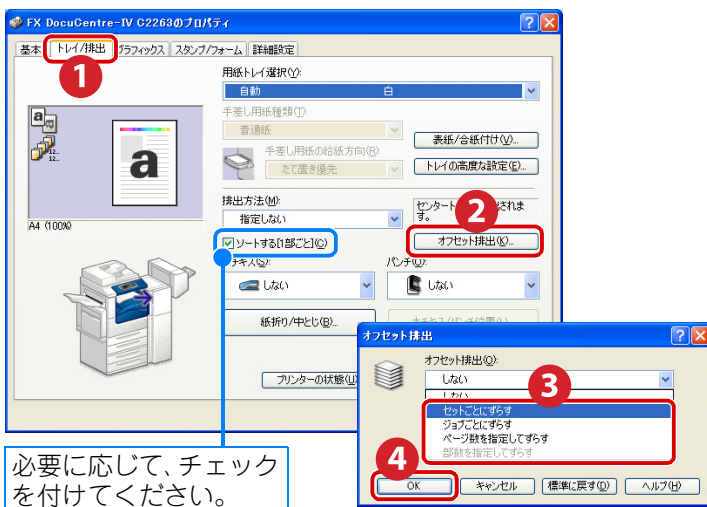 FX DocuCentre-IV C2263のプロパティ
基本 トレイ/排出 グラフィックス スタンプ/フォーム 詳細設定
1
用紙トレイ選択(Y):
自動 白
手差し用紙種類(T):
普通紙
手差し用紙の給紙方向(R):
たて置き優先
表紙/合紙付け(V)...
トレイの高度な設定(E)...
a
a
12..
12..
a
A4 (100%)
排出方法(M):
指定しない
2
す。
オフセット排出(K)...
ソートする[1部ごと](C)
しない
パンチ(U):
しない
紙折り/中とじ(B)...
プリンターの状態(U)
オフセット排出
オフセット排出(O):
しない
しない
3
セットごとにずらす
ジョブごとにずらす
ページ数を指定してずらす
部数を指定してずらす
4
OK キャンセル 標準に戻す(D) ヘルプ(H)
必要に応じて、チェック
を付けてください。